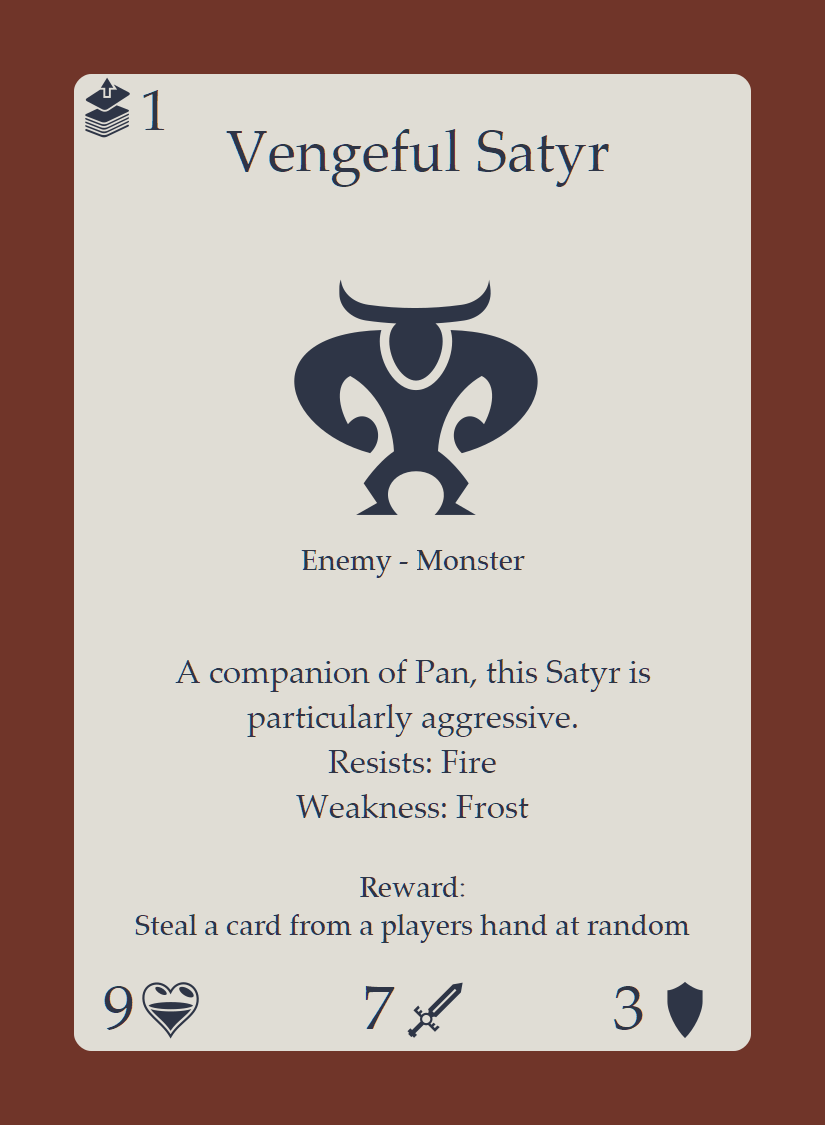 1
Vengeful Satyr
Enemy - Monster
A companion of Pan, this Satyr is
particularly aggressive.
Resists: Fire
Weakness: Frost
Reward:
Steal a card from a players hand at random
9 7 3